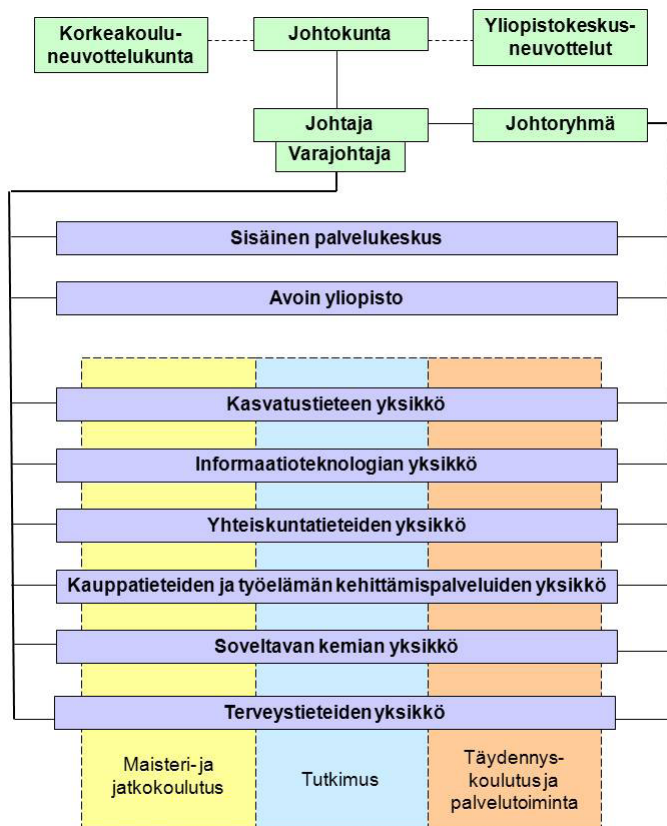 Korkeakoulu-
neuvottelukunta
Johtokunta
Yliopistokeskus-
neuvottelut
Johtaja
Johtoryhmä
Varajohtaja
Sisäinen palvelukeskus
Avoin yliopisto
Kasvatustieteen yksikkö
Informaatioteknologian yksikkö
Yhteiskuntatieteiden yksikkö
Kauppatieteiden ja työelämän kehittämispalveluiden yksikkö
Soveltavan kemian yksikkö
Terveystieteiden yksikkö
Maisteri- ja
jatkokoulutus
Tutkimus
Täydennys-
koulutus ja
palvelutoiminta